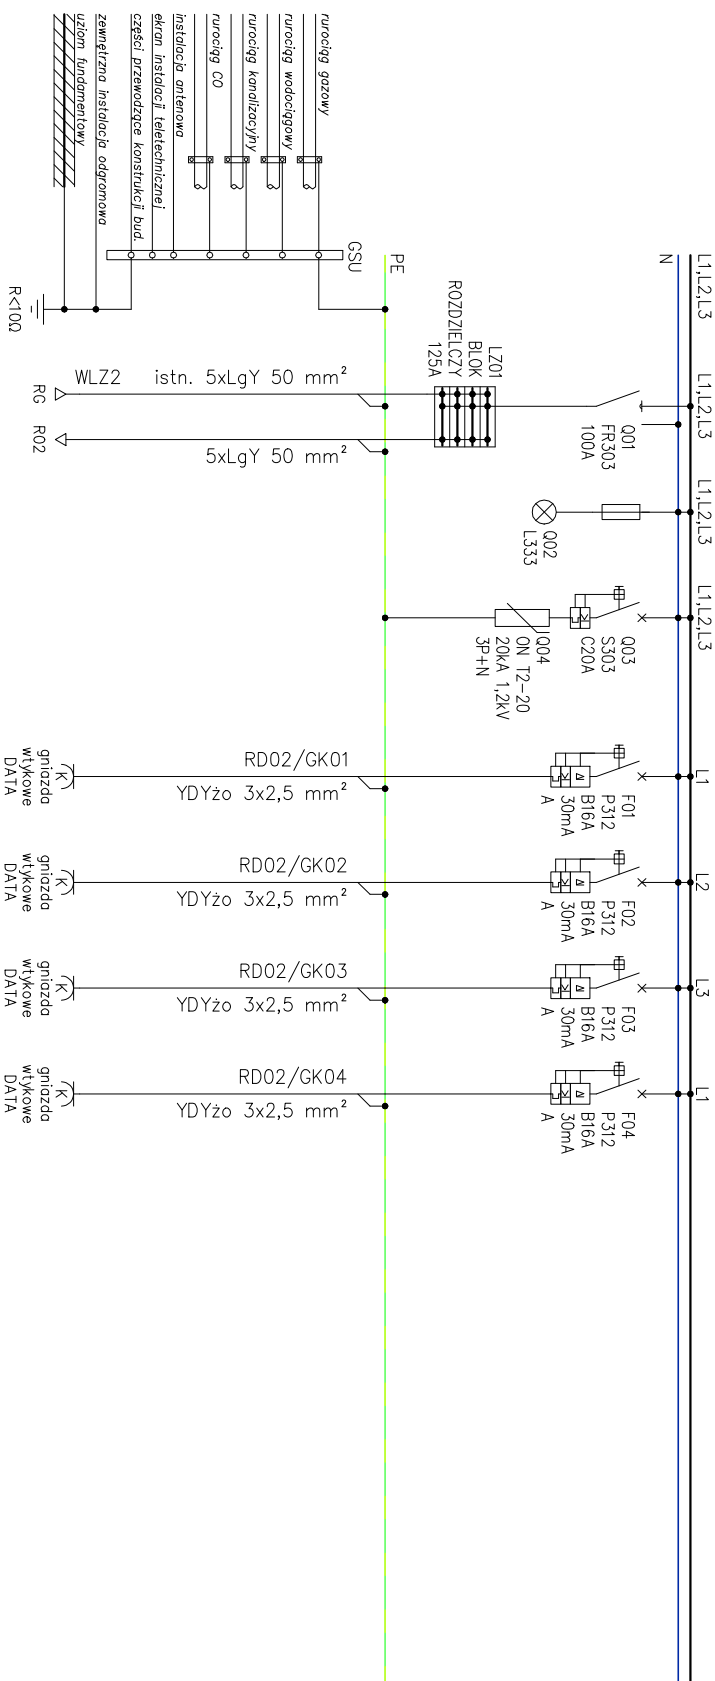 L1,L2,L3
N
PE
GSU
rurociąg gazowy
rurociąg wodociągowy
rurociąg kanalizacyjny
rurociąg CO
instalacja antenowa
ekran instalacji teletechnicznej
części przewodzące konstrukcji bud.
zewnętrzna instalacja odgromowa
uziom fundamentowy
R<10Ω
L1,L2,L3
Q01
FR303
100A
LZ01
BLOK
ROZDZIELCZY
125A
WLZ2
istn. 5xLgY 50 mm²
RG
5xLgY 50 mm²
R02
L1,L2,L3
Q02
L333
L1,L2,L3
Q03
S303
C20A
Q04
ON T2-20
20kA 1,2kV
3P+N
L1
F01
P312
B16A
30mA
A
RD02/GK01
YDYżo 3x2,5 mm²
K
gniazda
wtykowe
DATA
L2
F02
P312
B16A
30mA
A
RD02/GK02
YDYżo 3x2,5 mm²
K
gniazda
wtykowe
DATA
L3
F03
P312
B16A
30mA
A
RD02/GK03
YDYżo 3x2,5 mm²
K
gniazda
wtykowe
DATA
L1
F04
P312
B16A
30mA
A
RD02/GK04
YDYżo 3x2,5 mm²
K
gniazda
wtykowe
DATA